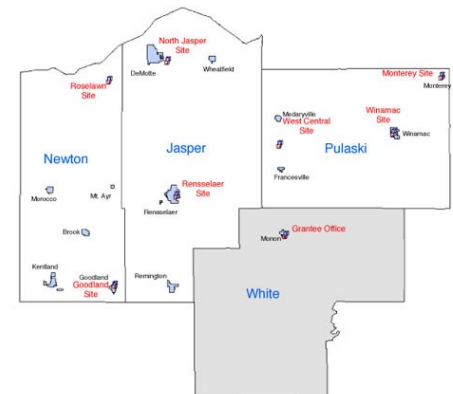 North Jasper
Site
DeMotte
Wheatfield
Roselawn
Site
Monterey Site
Monterey
Medaryville
West Central
Site
Winamac
Site
Winamac
Newton
Jasper
Pulaski
Francesville
Morocco
Mt. Ayr
Rensselaer
Site
Rensselaer
Brook
Monon
Grantee Office
Kentland
Goodland
Goodland
Site
Remington
White